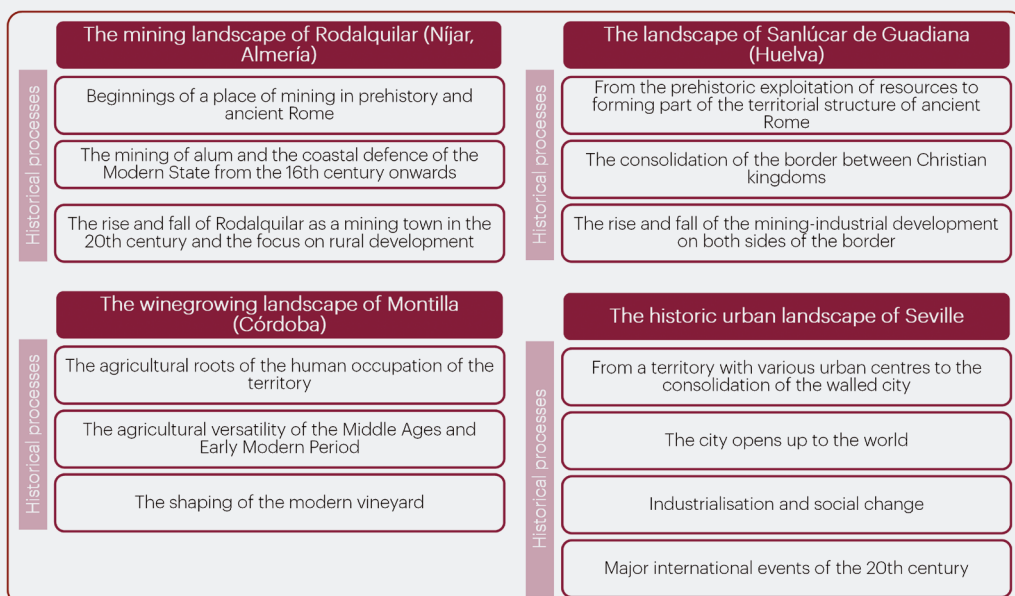 The mining landscape of Rodalquilar (Níjar,
Almería)
Historical processes
Beginnings of a place of mining in prehistory and
ancient Rome
The mining of alum and the coastal defence of the
Modern State from the 16th century onwards
The rise and fall of Rodalquilar as a mining town in the
20th century and the focus on rural development
The landscape of Sanlúcar de Guadiana
(Huelva)
Historical processes
From the prehistoric exploitation of resources to
forming part of the territorial structure of ancient
Rome
The consolidation of the border between Christian
kingdoms
The rise and fall of the mining-industrial development
on both sides of the border
The winegrowing landscape of Montilla
(Córdoba)
Historical processes
The agricultural roots of the human occupation of the
territory
The agricultural versatility of the Middle Ages and
Early Modern Period
The shaping of the modern vineyard
The historic urban landscape of Seville
Historical processes
From a territory with various urban centres to the
consolidation of the walled city
The city opens up to the world
Industrialisation and social change
Major international events of the 20th century